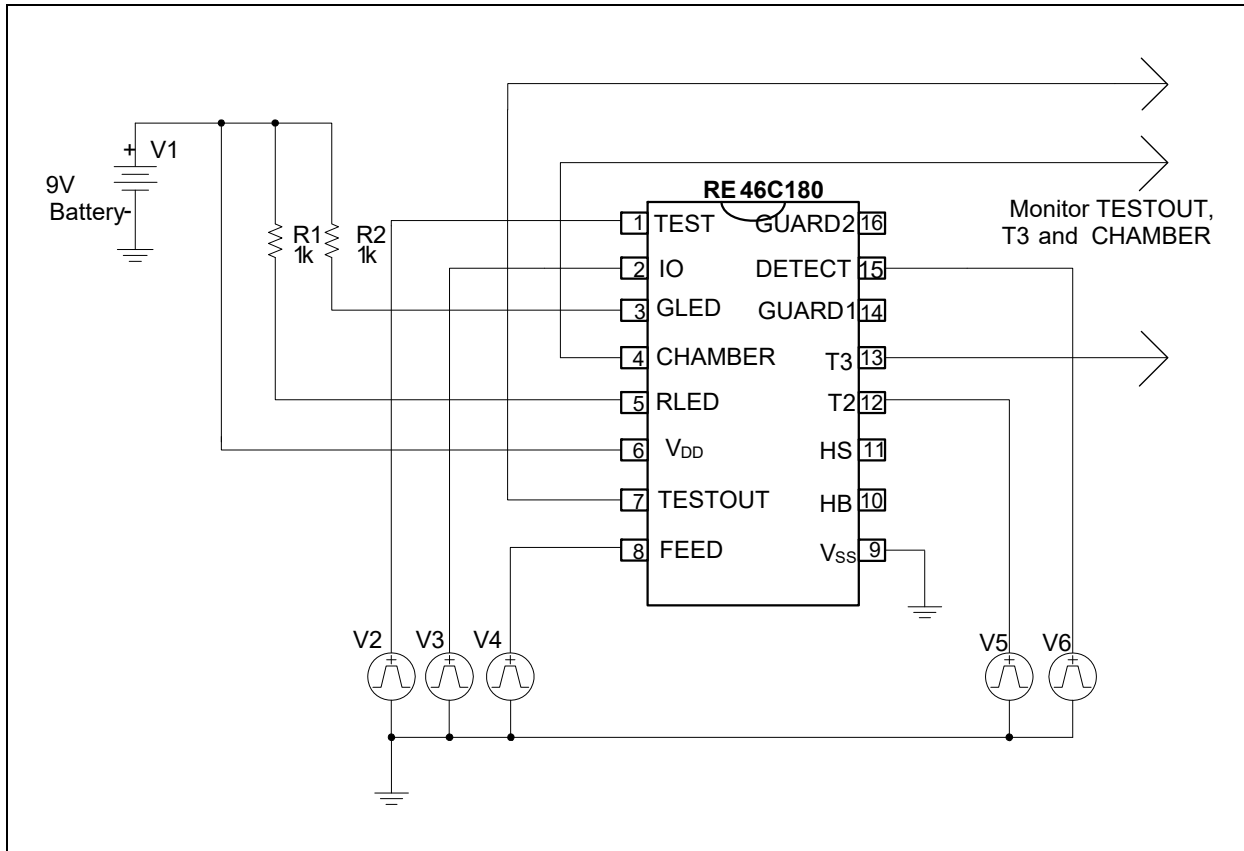 + V1
9V
Battery-
R1
1k
R2
1k
RE46C180
1 TEST
2 IO
3 GLED
4 CHAMBER
5 RLED
6 VDD
7 TESTOUT
8 FEED
GUARD2 16
DETECT 15
GUARD1 14
T3 13
T2 12
HS 11
HB 10
VSS 9
Monitor TESTOUT,
T3 and CHAMBER
V2
+
V3
+
V4
+
V5
+
V6
+